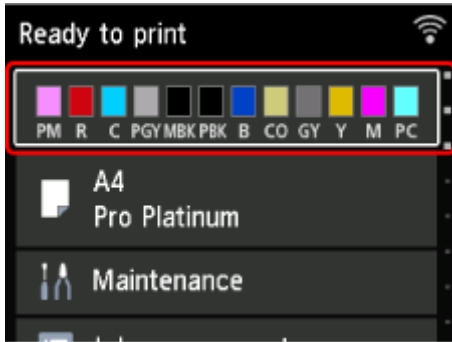 Ready to print
PM R C PGY MBK PBK B CO GY Y M PC
A4
Pro Platinum
Maintenance